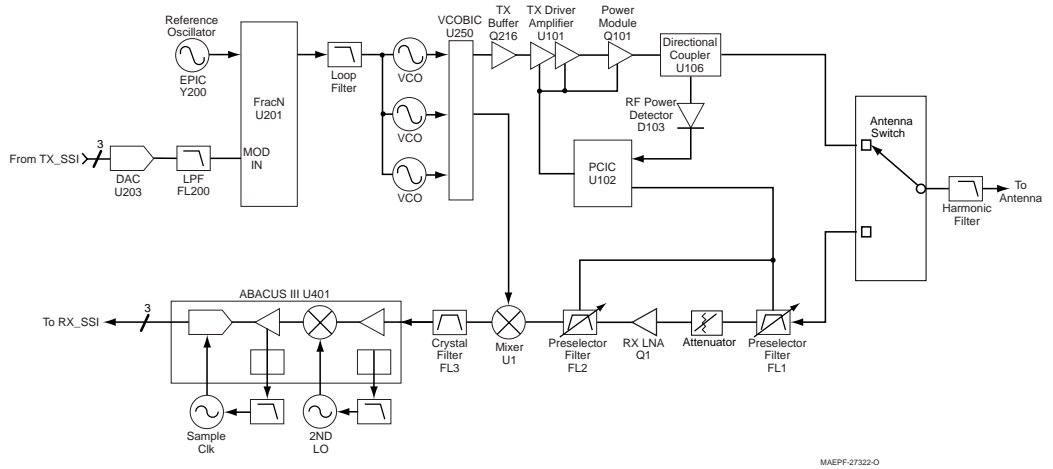 Reference
Oscillator
EPIC
Y200
FracN
U201
MOD
IN
From TX_SSI
3
DAC
U203
LPF
FL200
Loop
Filter
VCO
VCO
VCO
VCOBIC
U250
TX
Buffer
Q216
TX Driver
Amplifier
U101
Power
Module
Q101
Directional
Coupler
U106
RF Power
Detector
D103
PCIC
U102
Antenna
Switch
To
Antenna
Harmonic
Filter
ABACUS III U401
To RX_SSI
3
Crystal
Filter
FL3
Mixer
U1
Preselector
Filter
FL2
RX LNA
Q1
Attenuator
Preselector
Filter
FL1
Sample
Clk
2ND
LO
MAEPF-27322-O